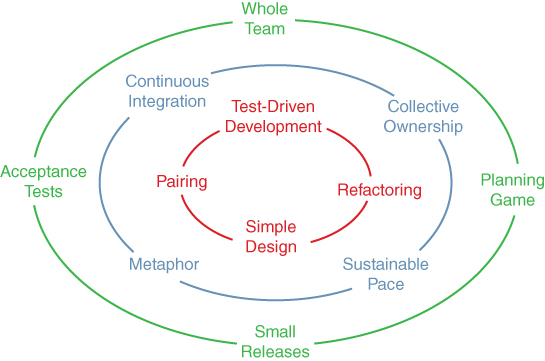 Whole
Team
Continuous
Integration
Test-Driven
Development
Collective
Ownership
Acceptance
Tests
Pairing
Refactoring
Planning
Game
Simple
Design
Metaphor
Sustainable
Pace
Small
Releases